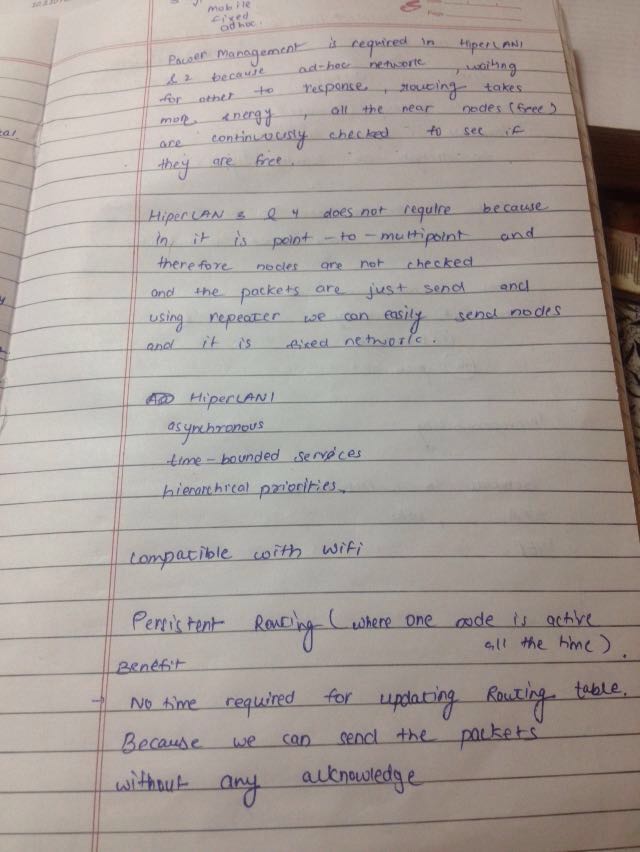 mobile
fixed
adhoc.
Power Management is required in HiperLAN1
& 2 because ad-hoc network, waiting
for other to response, routing takes
more energy, all the near nodes (free)
are continuously checked to see if
they are free.
HiperLAN 3 & 4 does not require because
in it is point-to-multipoint and
therefore nodes are not checked
and the packets are just send and
using repeater we can easily send nodes
and it is fixed network.
HiperLAN1
asynchronous
time-bounded services
hierarchical priorities.
compatible with wifi
Persistent Routing (where one node is active
all the time).
Benefit
→ No time required for updating Routing table.
Because we can send the packets
without any acknowledge